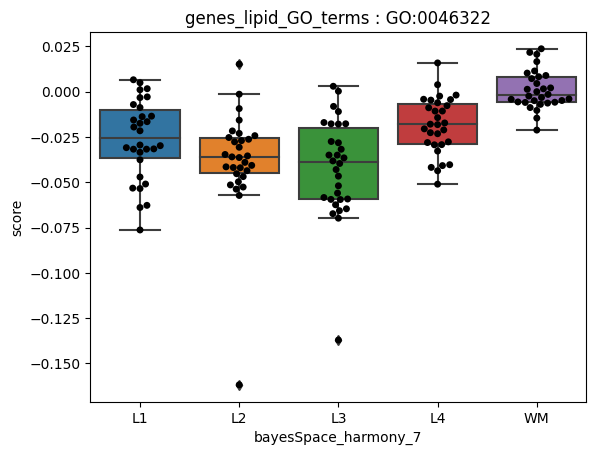 genes_lipid_GO_terms : GO:0046322
0.025
0.000
−0.025
−0.050
−0.075
−0.100
−0.125
−0.150
score
L1 L2 L3 L4 WM
bayesSpace_harmony_7